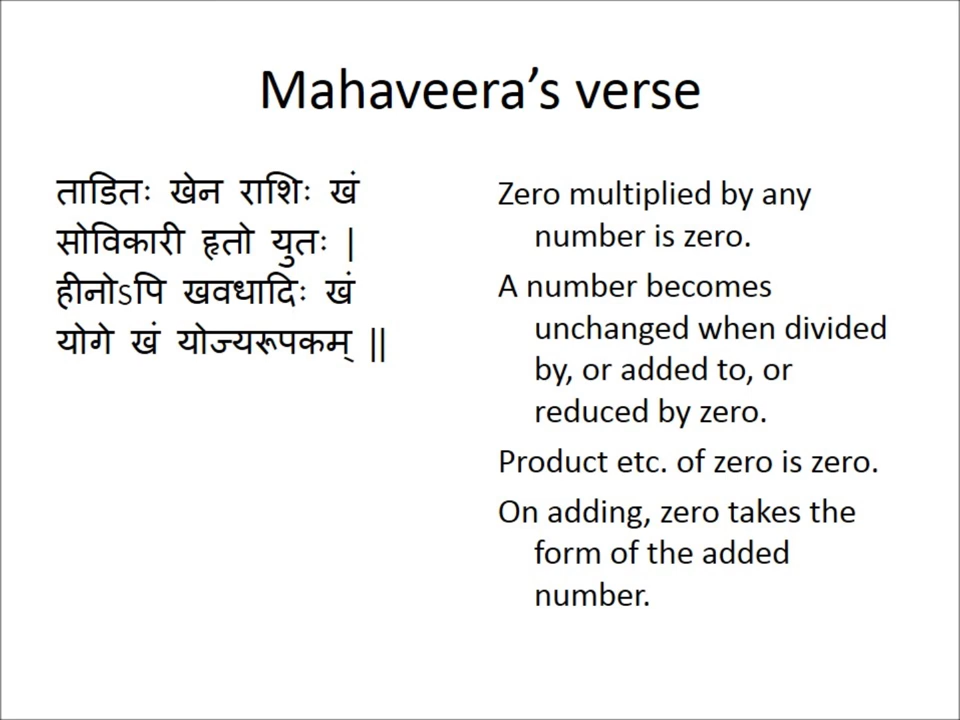 Mahaveera’s verse
ताडितः खेन राशिः खं
सोविकारी हृतो युतः |
हीनोऽपि खवधादिः खं
योगे खं योज्यरूपकम् ||
Zero multiplied by any
number is zero.
A number becomes
unchanged when divided
by, or added to, or
reduced by zero.
Product etc. of zero is zero.
On adding, zero takes the
form of the added
number.